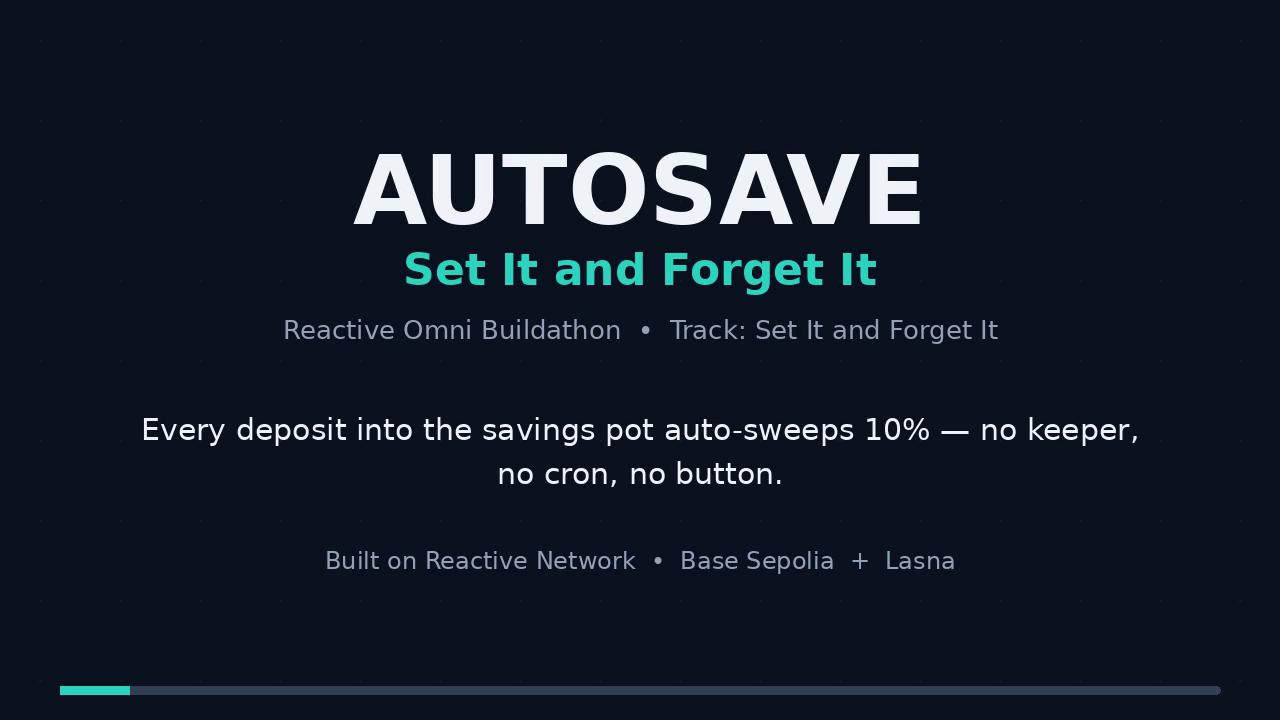 AUTOSAVE
Set It and Forget It
Reactive Omni Buildathon • Track: Set It and Forget It
Every deposit into the savings pot auto-sweeps 10% — no keeper,
no cron, no button.
Built on Reactive Network • Base Sepolia + Lasna